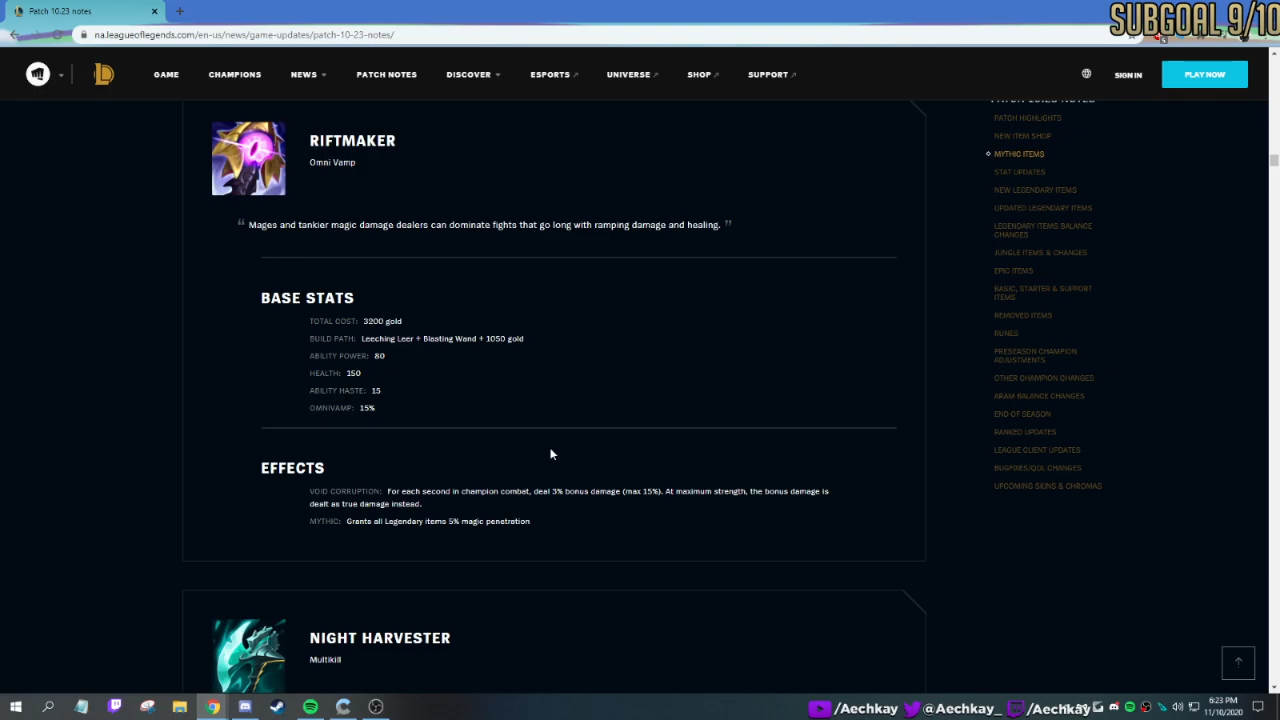 Patch 10.23 notes
SUBGOAL 9/10
na.leagueoflegends.com/en-us/news/game-updates/patch-10-23-notes/
GAME
CHAMPIONS
NEWS
PATCH NOTES
DISCOVER
ESPORTS
UNIVERSE
SHOP
SUPPORT
SIGN IN
PLAY NOW
RIFTMAKER
Omni Vamp
“ Mages and tankier magic damage dealers can dominate fights that go long with ramping damage and healing. ”
BASE STATS
TOTAL COST: 3200 gold
BUILD PATH: Leeching Leer + Blasting Wand + 1050 gold
ABILITY POWER: 80
HEALTH: 150
ABILITY HASTE: 15
OMNIVAMP: 15%
EFFECTS
VOID CORRUPTION: For each second in champion combat, deal 3% bonus damage (max 15%). At maximum strength, the bonus damage is
dealt as true damage instead.
MYTHIC: Grants all Legendary items 5% magic penetration
NIGHT HARVESTER
Multikill
PATCH 10.23 NOTES
PATCH HIGHLIGHTS
NEW ITEM SHOP
MYTHIC ITEMS
STAT UPDATES
NEW LEGENDARY ITEMS
UPDATED LEGENDARY ITEMS
LEGENDARY ITEMS BALANCE
CHANGES
JUNGLE ITEMS & CHANGES
EPIC ITEMS
BASIC, STARTER & SUPPORT
ITEMS
REMOVED ITEMS
RUNES
PRESEASON CHAMPION
ADJUSTMENTS
OTHER CHAMPION CHANGES
ARAM BALANCE CHANGES
END OF SEASON
RANKED UPDATES
LEAGUE CLIENT UPDATES
BUGFIXES/QOL CHANGES
UPCOMING SKINS & CHROMAS
/Aechkay
@Aechkay_
/Aechkay
6:23 PM
11/10/2020